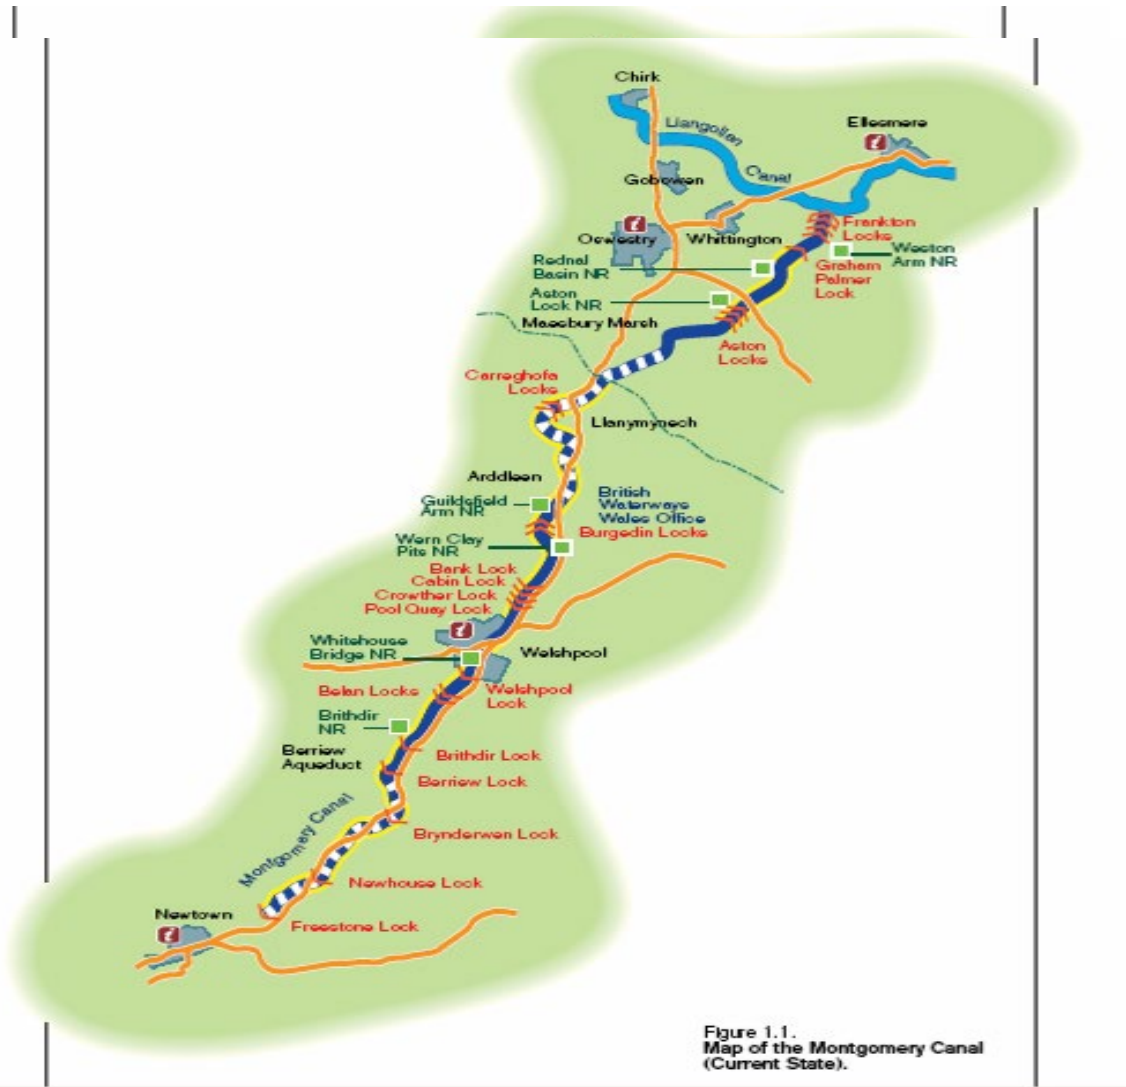 Chirk
Llangollen
Canal
Ellesmere
Gobowen
Oswestry
Whittington
Frankton
Locks
Weston
Arm NR
Rednal
Basin NR
Graham
Palmer
Lock
Aston
Lock NR
Maesbury Marsh
Aston
Locks
Carreghofa
Locks
Llanymynech
Arddleen
Guildsfield
Arm NR
British
Waterways
Wales Office
Burgedin Locks
Wern Clay
Pits NR
Bank Lock
Cabin Lock
Crowther Lock
Pool Quay Lock
Whitehouse
Bridge NR
Welshpool
Belan Locks
Welshpool
Lock
Brithdir
NR
Berriew
Aqueduct
Brithdir Lock
Berriew Lock
Montgomery Canal
Brynderwen Lock
Newhouse Lock
Newtown
Freestone Lock
Figure 1.1.
Map of the Montgomery Canal
(Current State).